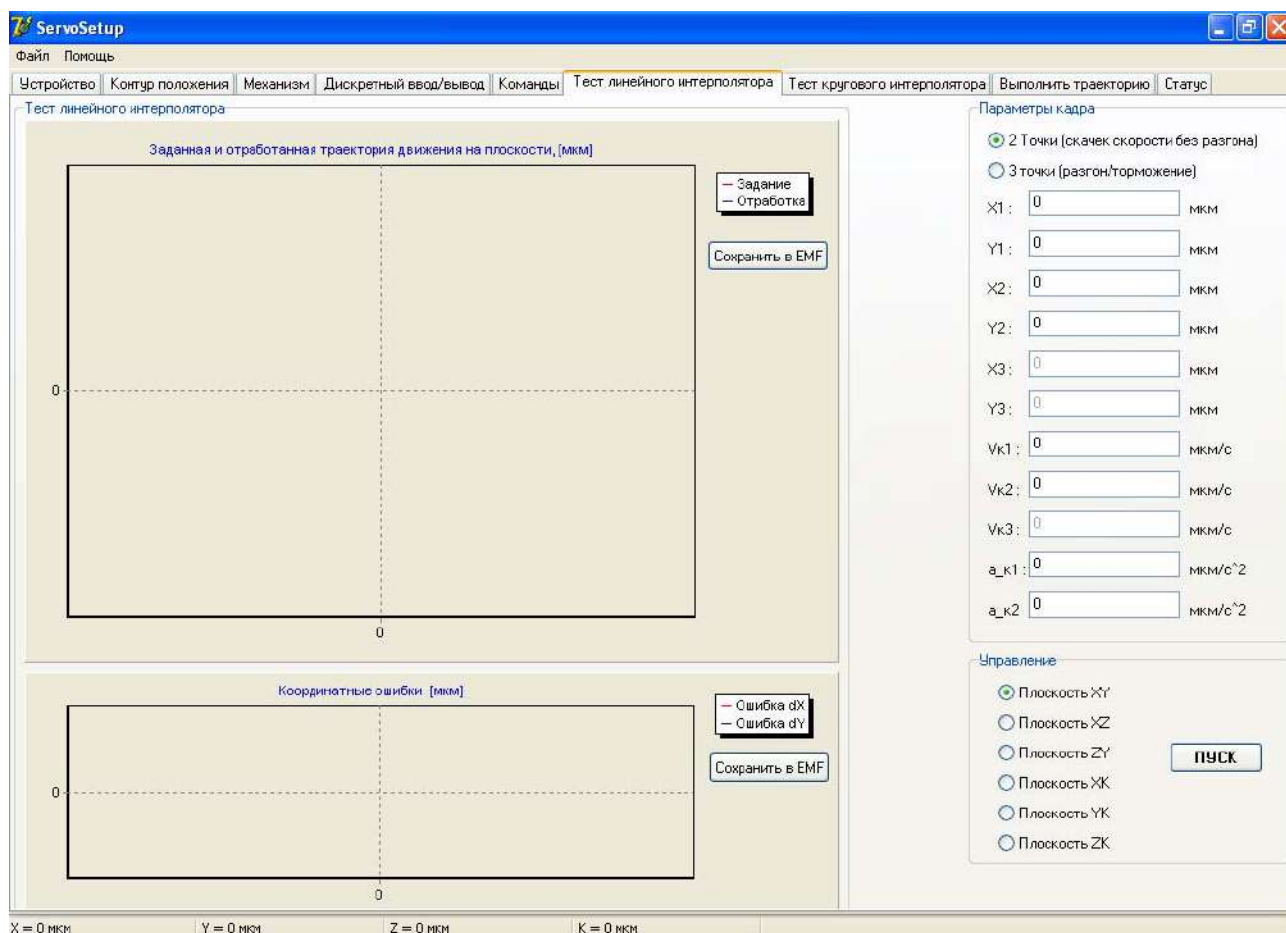 ServoSetup
Файл Помощь
Устройство Контур положения Механизм Дискретный ввод/вывод Команды Тест линейного интерполятора Тест кругового интерполятора Выполнить траекторию Статус
Тест линейного интерполятора
Заданная и отработанная траектория движения на плоскости, [мкм]
Задание
Отработка
Сохранить в EMF
0
0
Координатные ошибки [мкм]
Ошибка dX
Ошибка dY
Сохранить в EMF
0
0
Параметры кадра
2 Точки (скачек скорости без разгона)
3 точки (разгон/торможение)
X1 : 0 мкм
Y1 : 0 мкм
X2 : 0 мкм
Y2 : 0 мкм
X3 : 0 мкм
Y3 : 0 мкм
Vк1 : 0 мкм/с
Vк2 : 0 мкм/с
Vк3 : 0 мкм/с
a_к1 : 0 мкм/с^2
a_к2 0 мкм/с^2
Управление
Плоскость XY
Плоскость XZ
Плоскость ZY
Плоскость XK
Плоскость YK
Плоскость ZK
ПУСК
X = 0 мкм Y = 0 мкм Z = 0 мкм K = 0 мкм